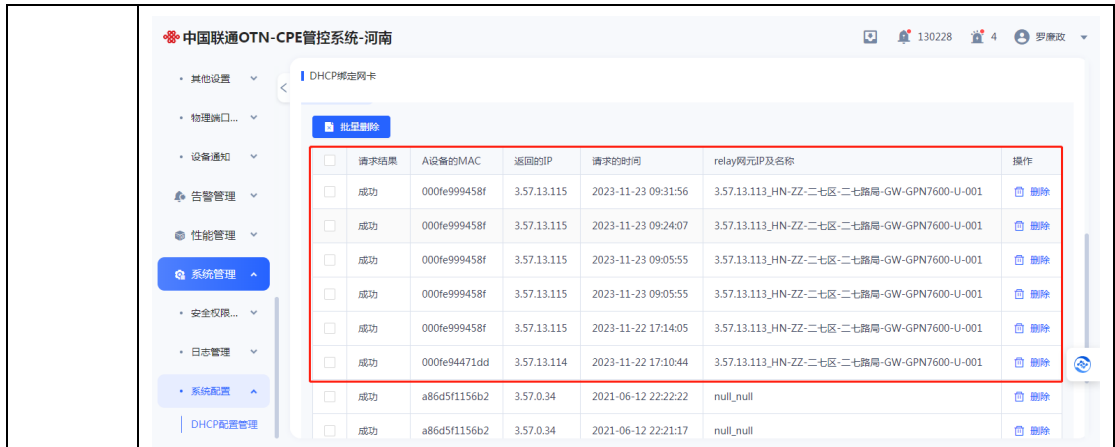 中国联通OTN-CPE管控系统-河南
130228
4
罗庚政
其他设置
物理端口...
设备通知
告警管理
性能管理
系统管理
安全权限...
日志管理
系统配置
DHCP配置管理
DHCP绑定网卡
批量删除
请求结果 A设备的MAC 返回的IP 请求的时间 relay网元IP及名称 操作
成功 000fe999458f 3.57.13.115 2023-11-23 09:31:56 3.57.13.113_HN-ZZ-二七区-二七路局-GW-GPN7600-U-001 删除
成功 000fe999458f 3.57.13.115 2023-11-23 09:24:07 3.57.13.113_HN-ZZ-二七区-二七路局-GW-GPN7600-U-001 删除
成功 000fe999458f 3.57.13.115 2023-11-23 09:05:55 3.57.13.113_HN-ZZ-二七区-二七路局-GW-GPN7600-U-001 删除
成功 000fe999458f 3.57.13.115 2023-11-23 09:05:55 3.57.13.113_HN-ZZ-二七区-二七路局-GW-GPN7600-U-001 删除
成功 000fe999458f 3.57.13.115 2023-11-22 17:14:05 3.57.13.113_HN-ZZ-二七区-二七路局-GW-GPN7600-U-001 删除
成功 000fe94471dd 3.57.13.114 2023-11-22 17:10:44 3.57.13.113_HN-ZZ-二七区-二七路局-GW-GPN7600-U-001 删除
成功 a86d5f1156b2 3.57.0.34 2021-06-12 22:22:22 null_null 删除
成功 a86d5f1156b2 3.57.0.34 2021-06-12 22:21:17 null_null 删除